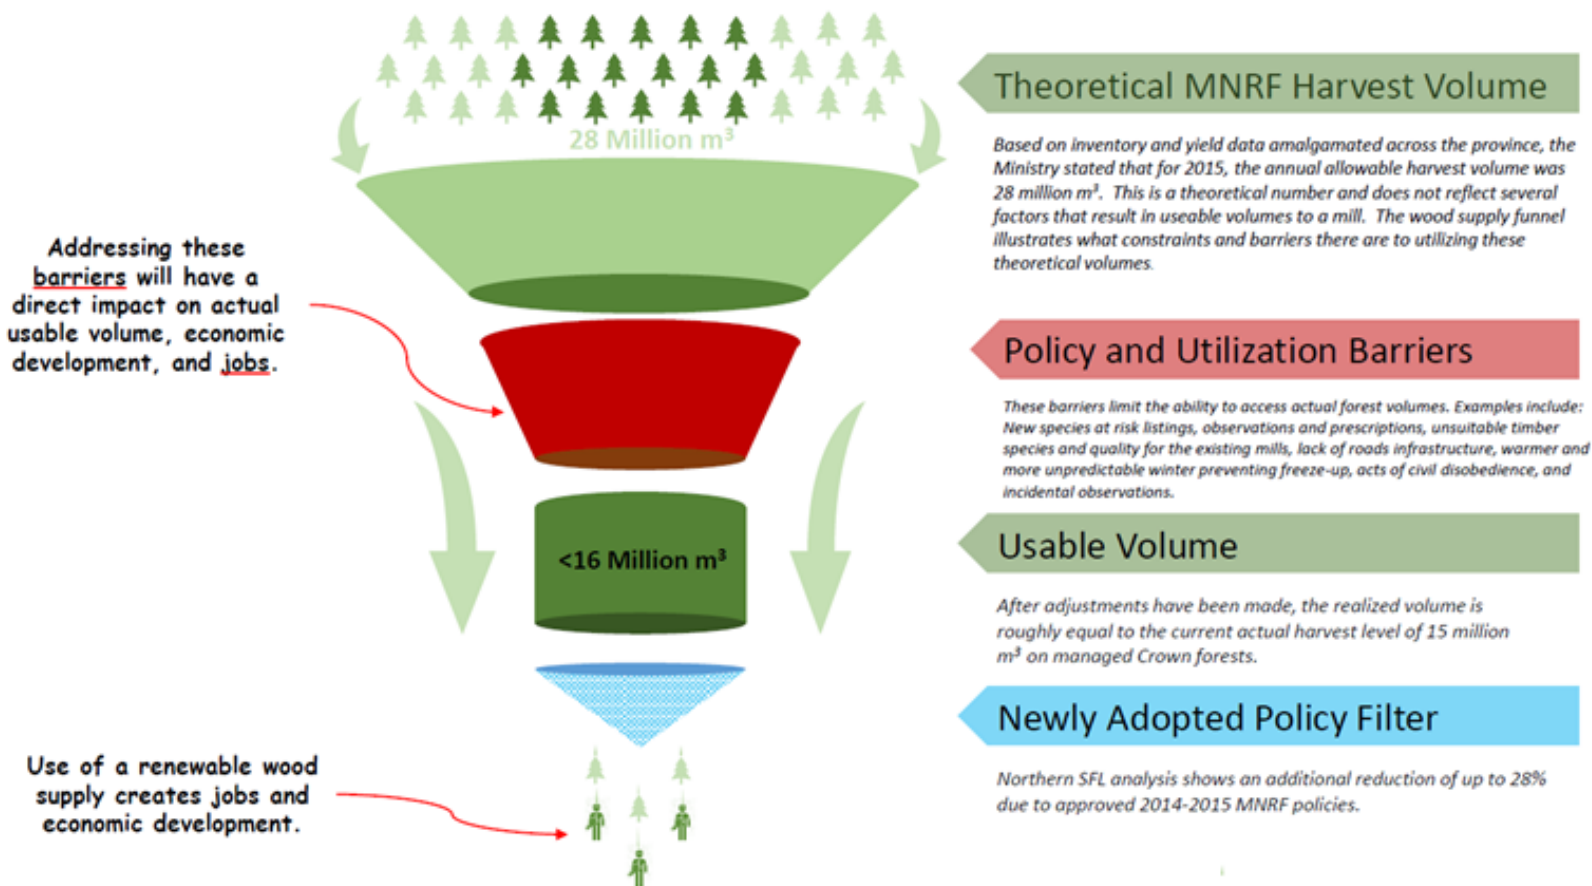 28 Million m³
Theoretical MNRF Harvest Volume
Based on inventory and yield data amalgamated across the province, the
Ministry stated that for 2015, the annual allowable harvest volume was
28 million m³. This is a theoretical number and does not reflect several
factors that result in useable volumes to a mill. The wood supply funnel
illustrates what constraints and barriers there are to utilizing these
theoretical volumes.
Addressing these
barriers will have a
direct impact on actual
usable volume, economic
development, and jobs.
Policy and Utilization Barriers
These barriers limit the ability to access actual forest volumes. Examples include:
New species at risk listings, observations and prescriptions, unsuitable timber
species and quality for the existing mills, lack of roads infrastructure, warmer and
more unpredictable winter preventing freeze-up, acts of civil disobedience, and
incidental observations.
<16 Million m³
Usable Volume
After adjustments have been made, the realized volume is
roughly equal to the current actual harvest level of 15 million
m³ on managed Crown forests.
Newly Adopted Policy Filter
Northern SFL analysis shows an additional reduction of up to 28%
due to approved 2014-2015 MNRF policies.
Use of a renewable wood
supply creates jobs and
economic development.